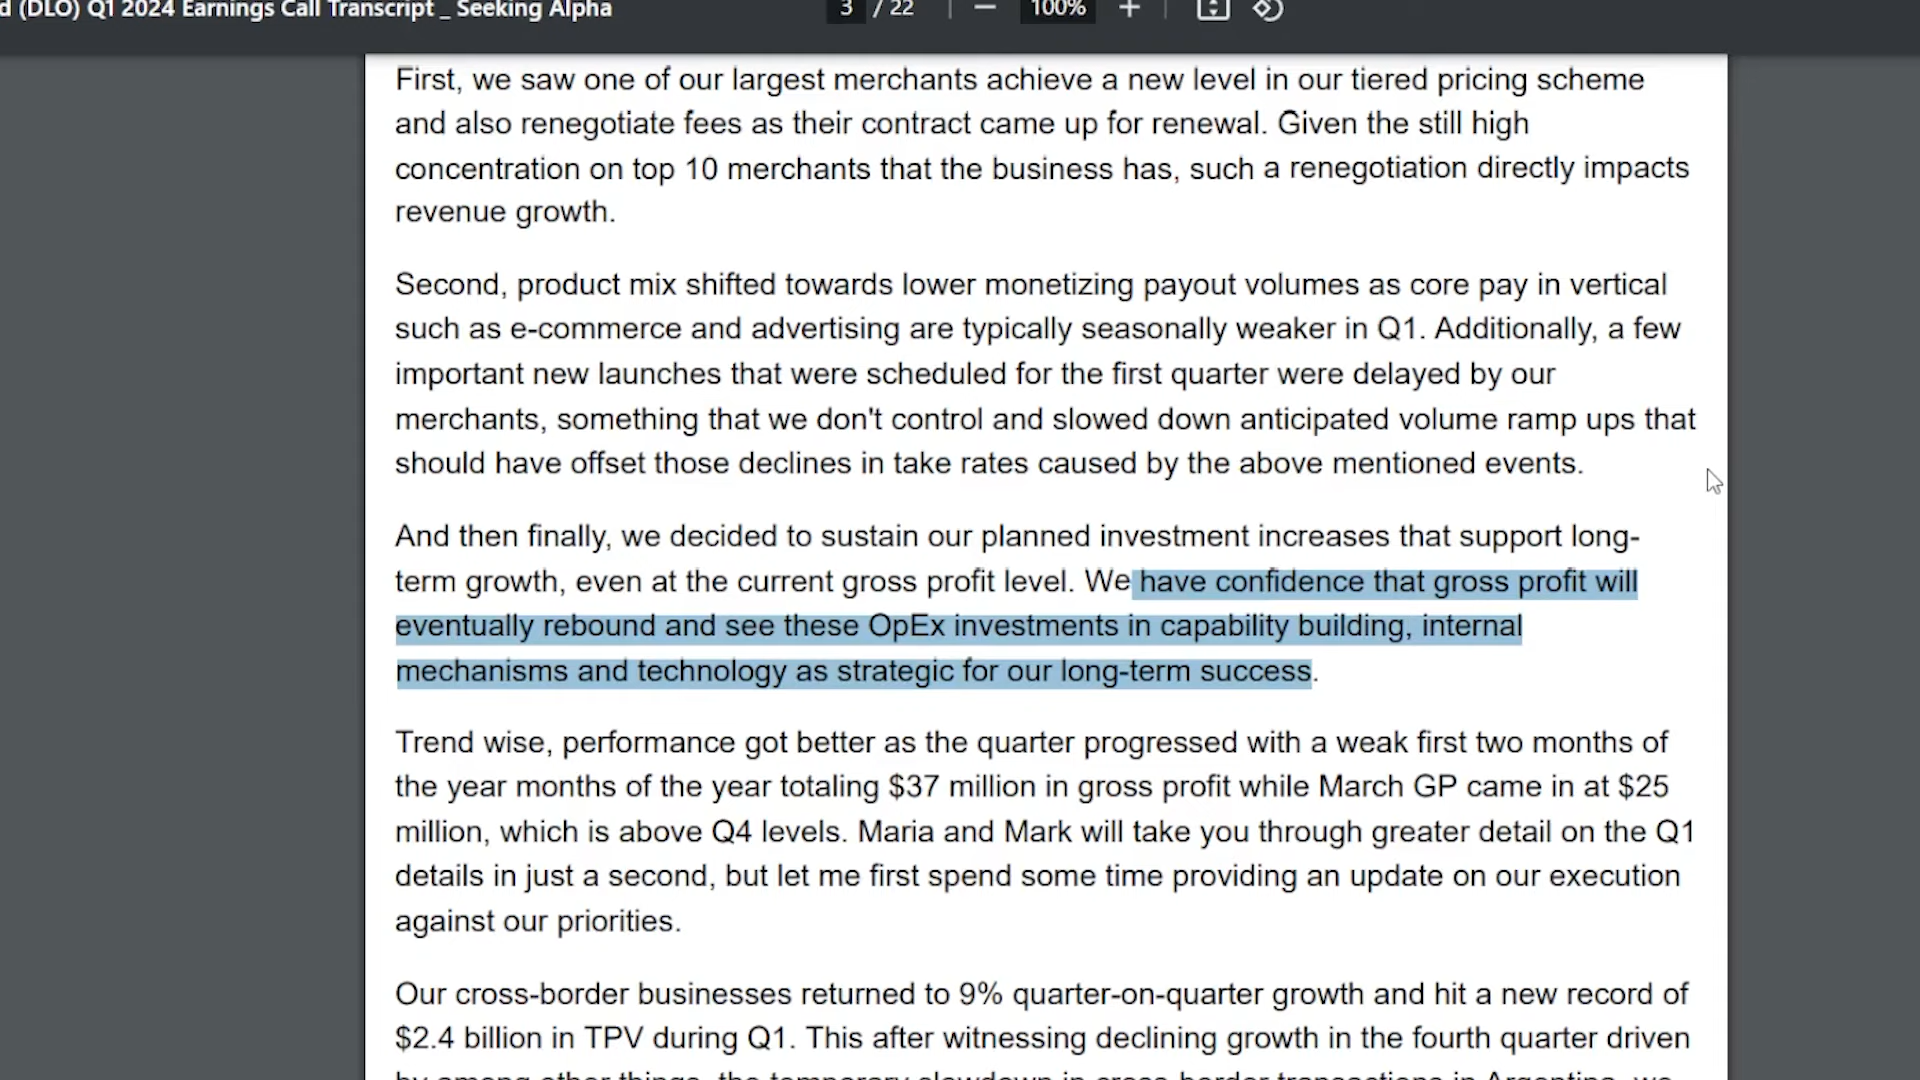 d (DLO) Q1 2024 Earnings Call Transcript _ Seeking Alpha
3 / 22
100%
First, we saw one of our largest merchants achieve a new level in our tiered pricing scheme
and also renegotiate fees as their contract came up for renewal. Given the still high
concentration on top 10 merchants that the business has, such a renegotiation directly impacts
revenue growth.
Second, product mix shifted towards lower monetizing payout volumes as core pay in vertical
such as e-commerce and advertising are typically seasonally weaker in Q1. Additionally, a few
important new launches that were scheduled for the first quarter were delayed by our
merchants, something that we don't control and slowed down anticipated volume ramp ups that
should have offset those declines in take rates caused by the above mentioned events.
And then finally, we decided to sustain our planned investment increases that support long-
term growth, even at the current gross profit level. We have confidence that gross profit will
eventually rebound and see these OpEx investments in capability building, internal
mechanisms and technology as strategic for our long-term success.
Trend wise, performance got better as the quarter progressed with a weak first two months of
the year months of the year totaling $37 million in gross profit while March GP came in at $25
million, which is above Q4 levels. Maria and Mark will take you through greater detail on the Q1
details in just a second, but let me first spend some time providing an update on our execution
against our priorities.
Our cross-border businesses returned to 9% quarter-on-quarter growth and hit a new record of
$2.4 billion in TPV during Q1. This after witnessing declining growth in the fourth quarter driven
by among other things, the temporary slowdown in cross-border transactions in Argentina, we